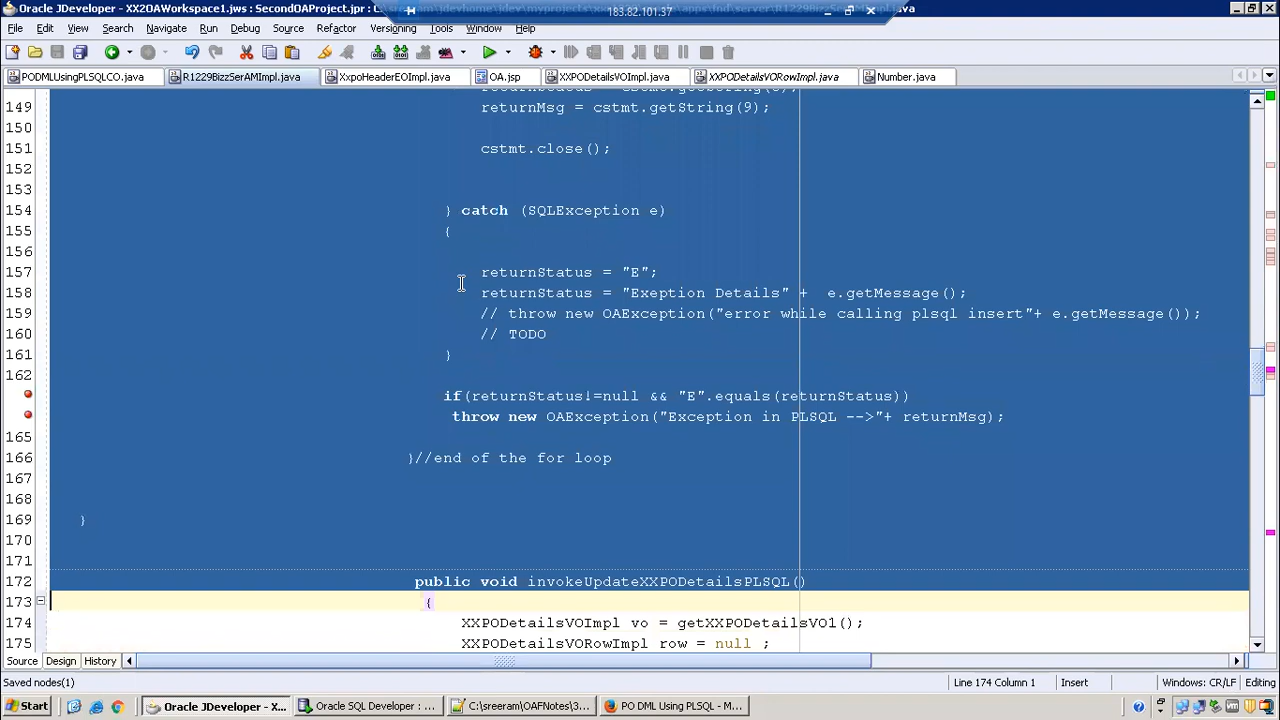 Oracle JDeveloper - XX2OAWorkspace1.jws : SecondOAProject.jpr :
183.82.101.37
File Edit View Search Navigate Run Debug Source Refactor Versioning Tools Window Help
PODMLUsingPLSQLCO.java R1229BizzSerAMImpl.java XxpoHeaderEOImpl.java OA.jsp XXPODetailsVOImpl.java XXPODetailsVORowImpl.java Number.java
149 returnMsg = cstmt.getString(9);
150
151 cstmt.close();
152
153
154 } catch (SQLException e)
155 {
156
157 returnStatus = "E";
158 returnStatus = "Exeption Details" + e.getMessage();
159 // throw new OAException("error while calling plsql insert"+ e.getMessage());
160 // TODO
161 }
162
if(returnStatus!=null && "E".equals(returnStatus))
throw new OAException("Exception in PLSQL -->"+ returnMsg);
165
166 }//end of the for loop
167
168
169 }
170
171
172 public void invokeUpdateXXPODetailsPLSQL()
173 {
174 XXPODetailsVOImpl vo = getXXPODetailsVO1();
175 XXPODetailsVORowImpl row = null ;
Source Design History
Saved nodes(1) Line 174 Column 1 Insert Windows: CR/LF Editing
Start Oracle JDeveloper - X... Oracle SQL Developer : ... C:\sreeram\OAFNotes\3... PO DML Using PLSQL - M...